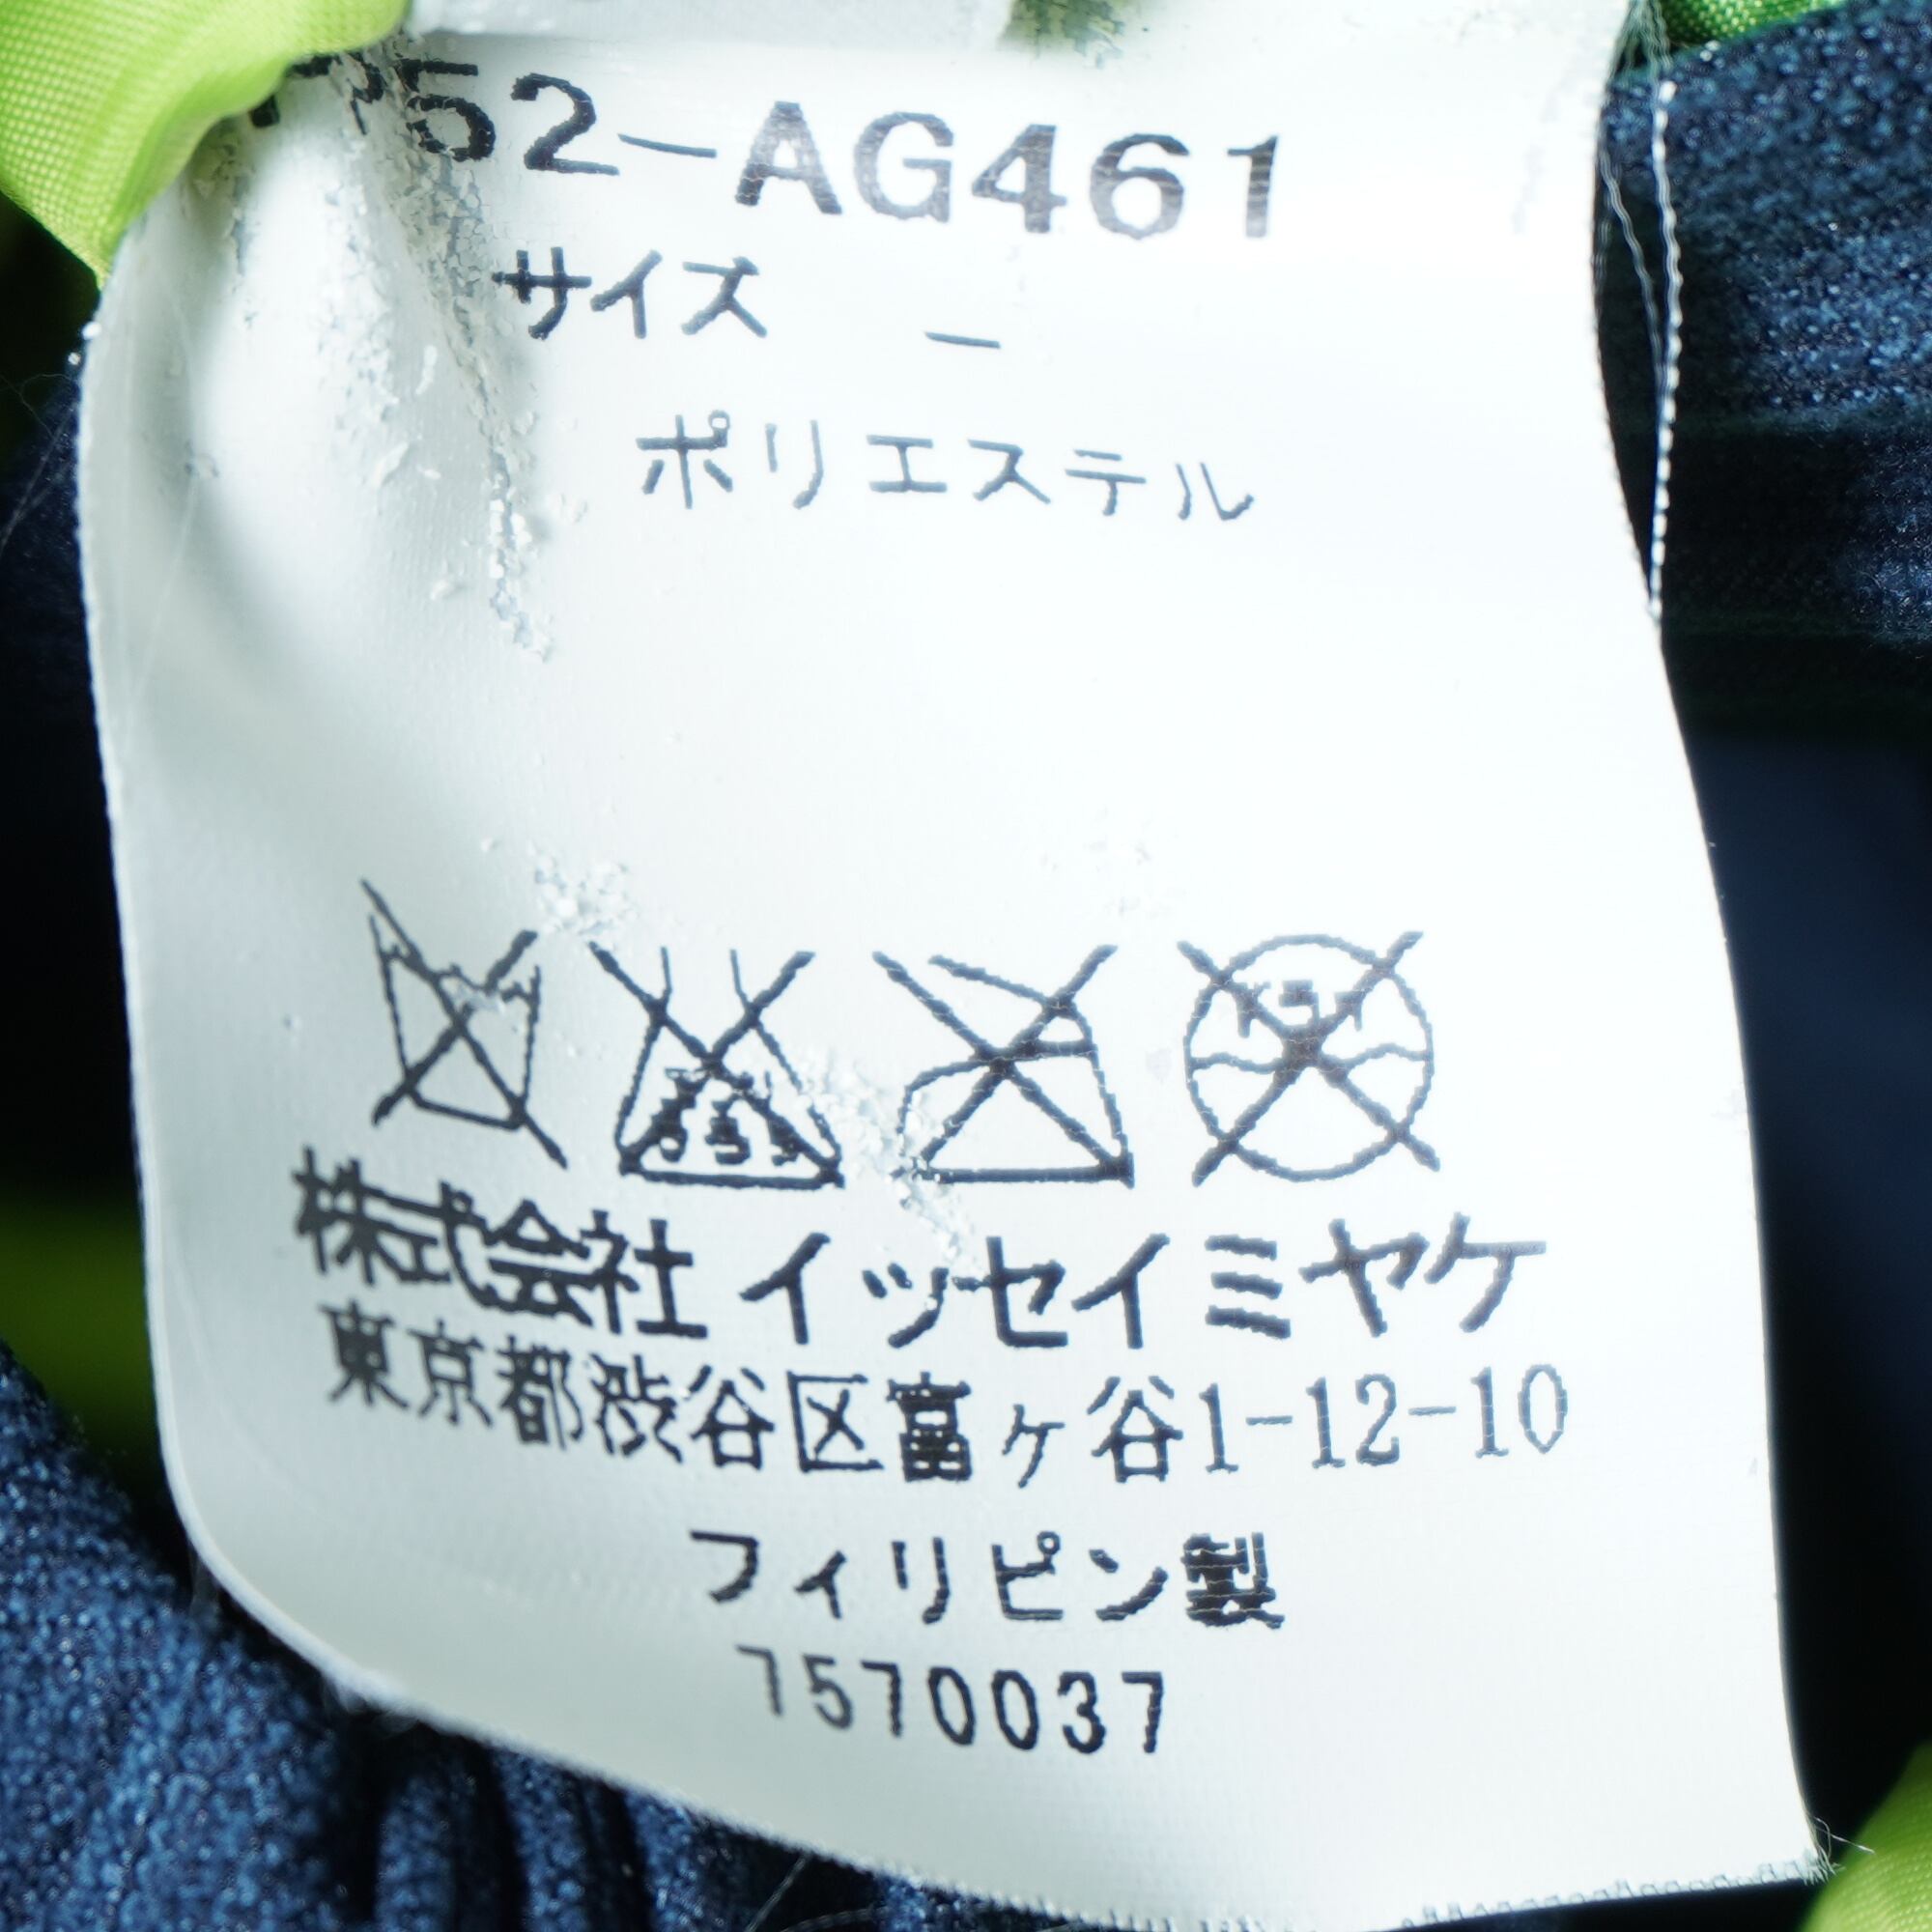 52-AG461
サイズ －
ポリエステル
株式会社 イッセイミヤケ
東京都渋谷区富ヶ谷1-12-10
フィリピン製
7570037